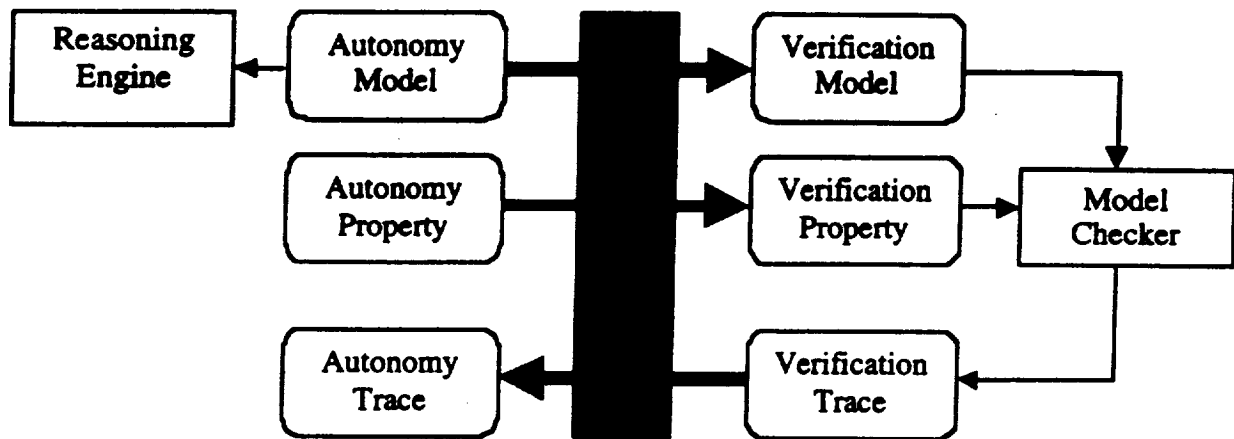 Reasoning
Engine
Autonomy
Model
Verification
Model
Autonomy
Property
Verification
Property
Model
Checker
Autonomy
Trace
Verification
Trace